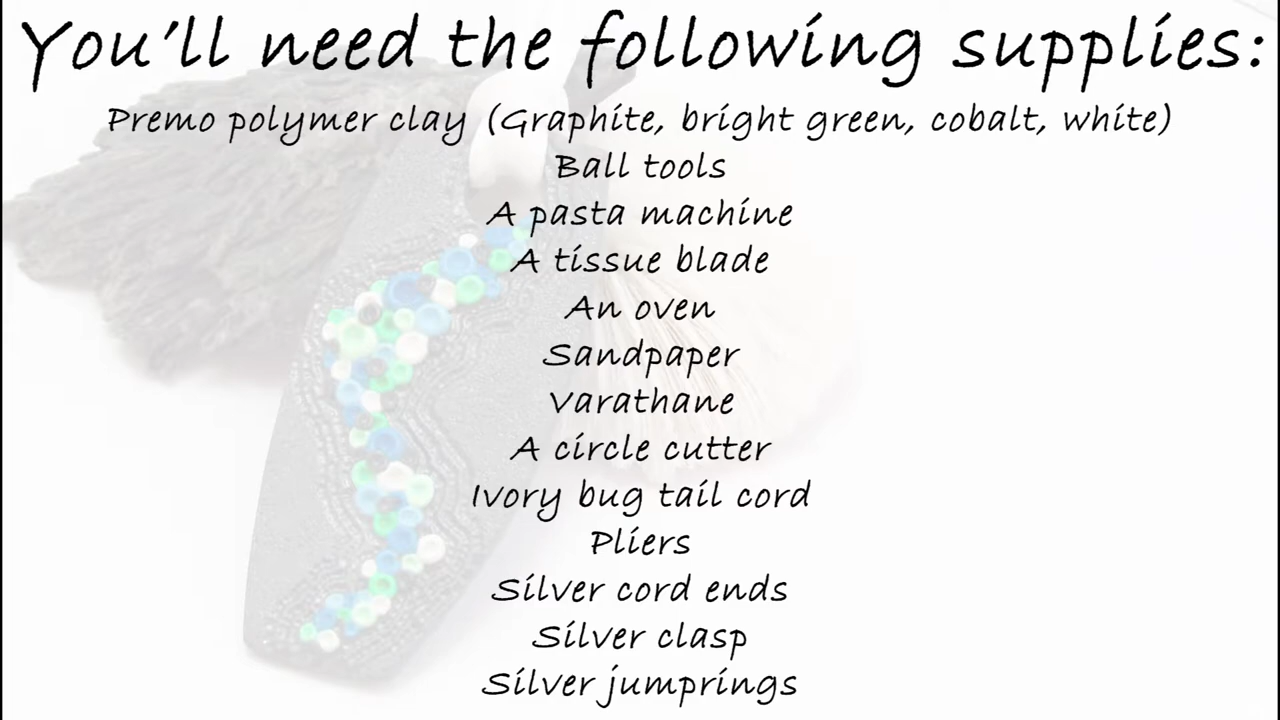 You'll need the following supplies:
Premo polymer clay (Graphite, bright green, cobalt, white)
Ball tools
A pasta machine
A tissue blade
An oven
Sandpaper
Varathane
A circle cutter
Ivory bug tail cord
Pliers
Silver cord ends
Silver clasp
Silver jumprings